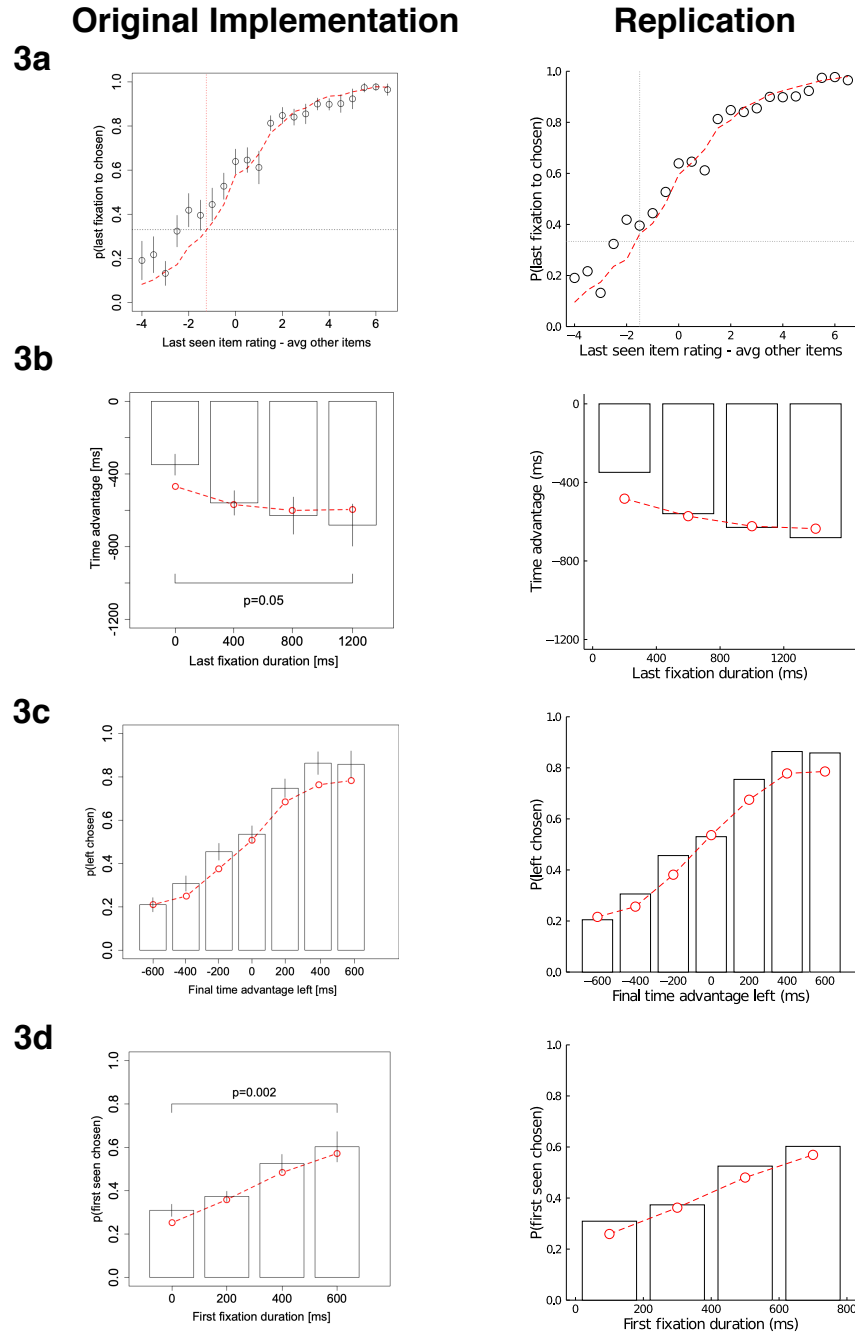 Original Implementation
Replication
3a
p(last fixation to chosen)
1.0
0.8
0.6
0.4
0.2
0.0
-4 -2 0 2 4 6
Last seen item rating - avg other items
P(last fixation to chosen)
1.0
0.8
0.6
0.4
0.2
0.0
−4 −2 0 2 4 6
Last seen item rating - avg other items
3b
Time advantage [ms]
0
-400
-800
-1200
p=0.05
0 400 800 1200
Last fixation duration [ms]
Time advantage (ms)
0
−400
−800
−1200
0 400 800 1200
Last fixation duration (ms)
3c
p(left chosen)
1.0
0.8
0.6
0.4
0.2
0.0
-600 -400 -200 0 200 400 600
Final time advantage left [ms]
P(left chosen)
1.0
0.8
0.6
0.4
0.2
0.0
−600 −400 −200 0 200 400 600
Final time advantage left (ms)
3d
p(first seen chosen)
1.0
0.8
0.6
0.4
0.2
0.0
p=0.002
0 200 400 600
First fixation duration [ms]
P(first seen chosen)
1.0
0.8
0.6
0.4
0.2
0.0
0 200 400 600 800
First fixation duration (ms)